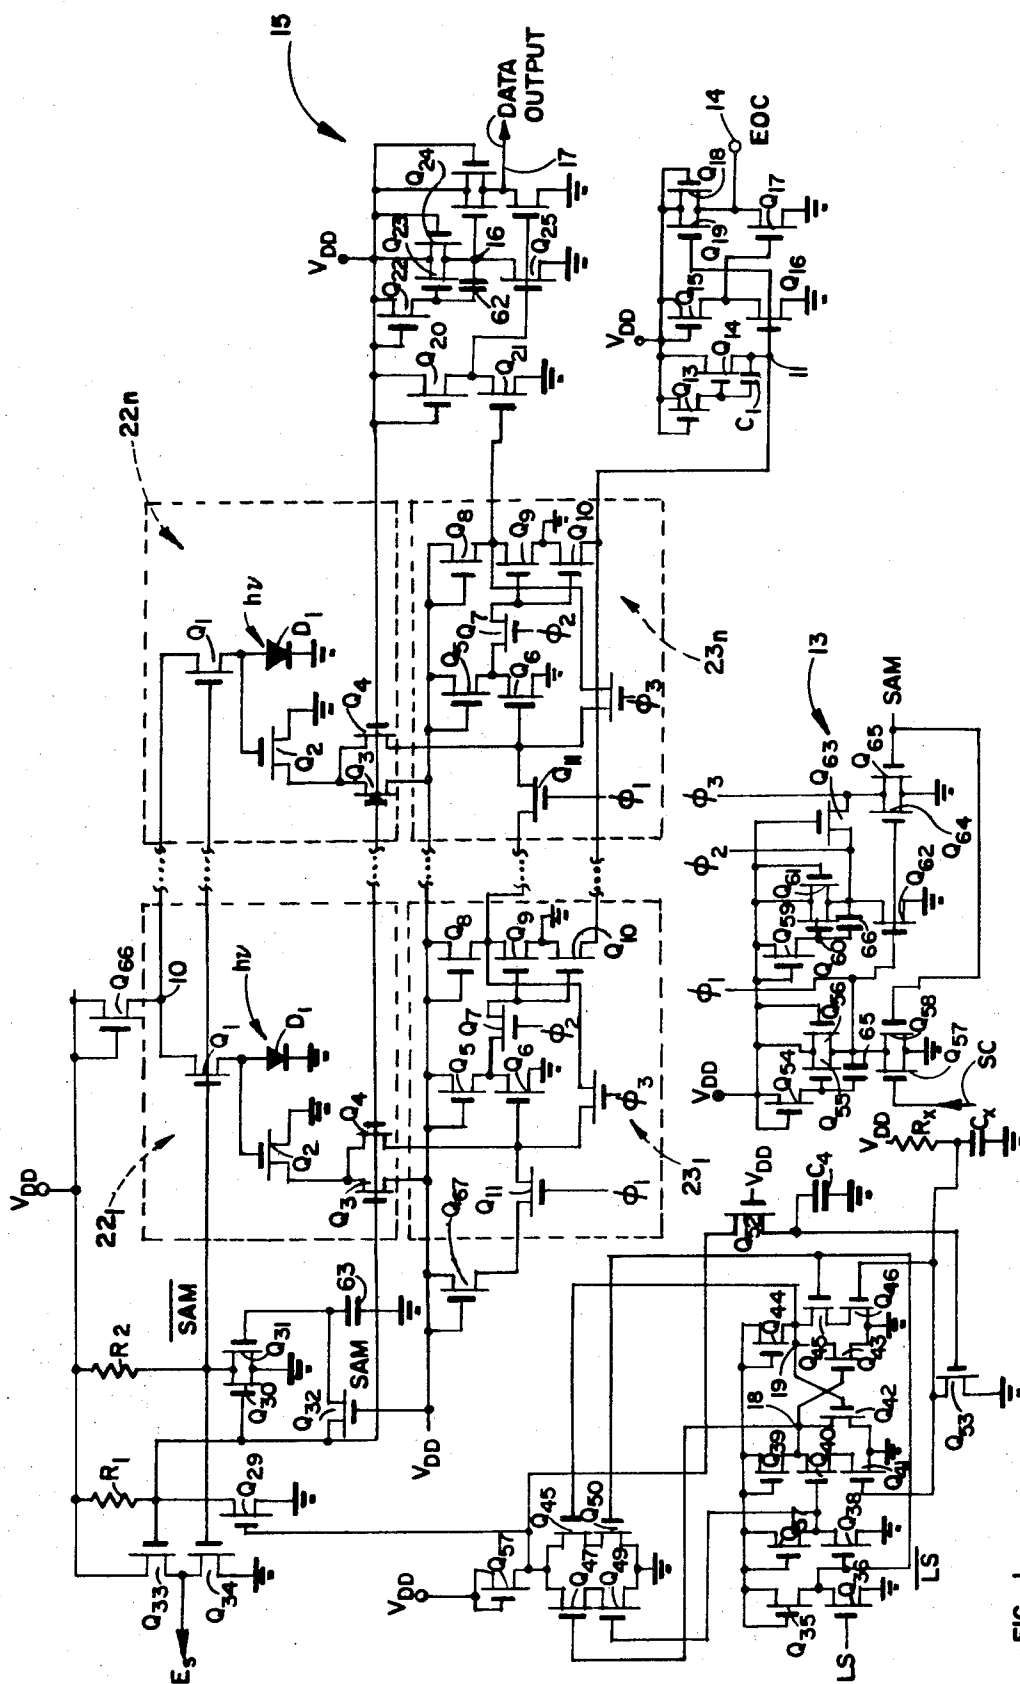 VDD
Es
Q33
Q34
R1
R2
SAM
Q29
Q30
Q31
Q32
SAM
63
VDD
Q66
10
22₁
22n
Q1
hν
D1
Q2
Q3
Q4
Q1
hν
D1
Q2
Q3
Q4
Q67
Q11
Q5
Q6
Q7
Q8
Q9
Q10
ϕ1
ϕ2
ϕ3
23₁
Q11
Q5
Q6
Q7
Q8
Q9
Q10
ϕ1
ϕ2
ϕ3
23n
15
VDD
Q20
Q21
Q22
Q23
Q24
Q25
62
16
17
DATA
OUTPUT
VDD
Q13
Q14
C1
11
Q15
Q16
Q19
Q18
Q17
14
EOC
VDD
Q57
Q45
Q47
Q49
Q50
LS
LS
Q35
Q36
Q37
Q38
Q39
Q40
Q41
Q42
18
19
Q43
Q44
Q45
Q46
Q52
VDD
C4
Q53
VDD
RX
CX
VDD
Q54
Q55
Q56
65
Q57
Q58
SC
ϕ1
ϕ2
ϕ3
Q59
Q60
Q61
66
Q62
Q63
Q64
Q65
13
SAM